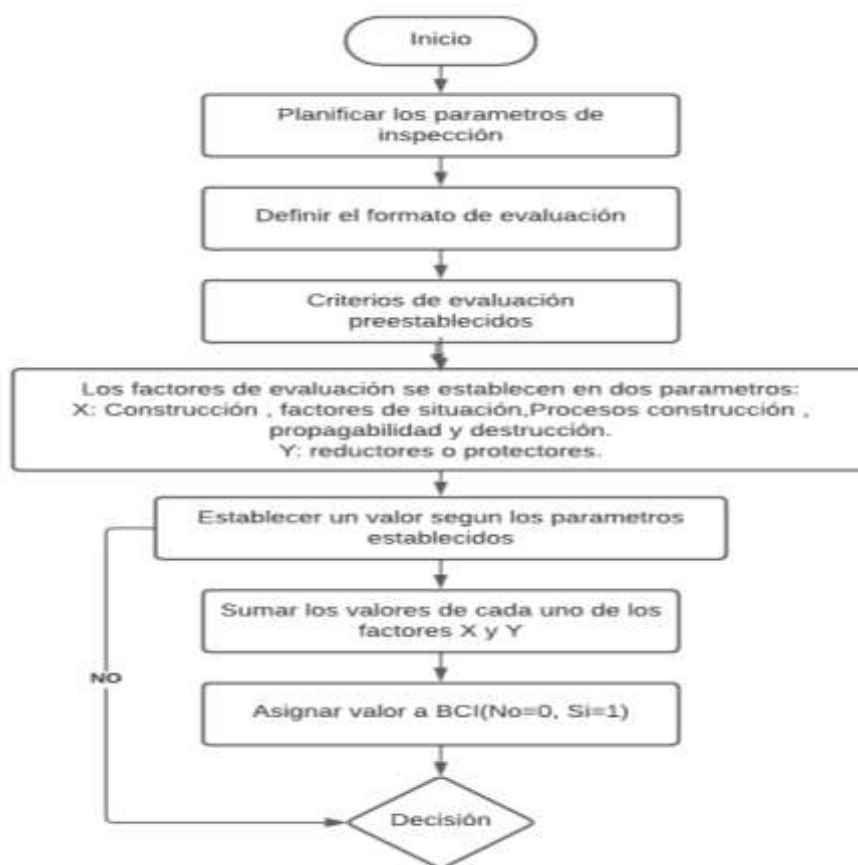 Inicio
Planificar los parametros de
inspección
Definir el formato de evaluación
Criterios de evaluación
preestablecidos
Los factores de evaluación se establecen en dos parametros:
X: Construcción , factores de situación,Procesos construcción ,
propagabilidad y destrucción.
Y: reductores o protectores.
Establecer un valor segun los parametros
establecidos
Sumar los valores de cada uno de los
factores X y Y
NO
Asignar valor a BCI(No=0, Si=1)
Decisión